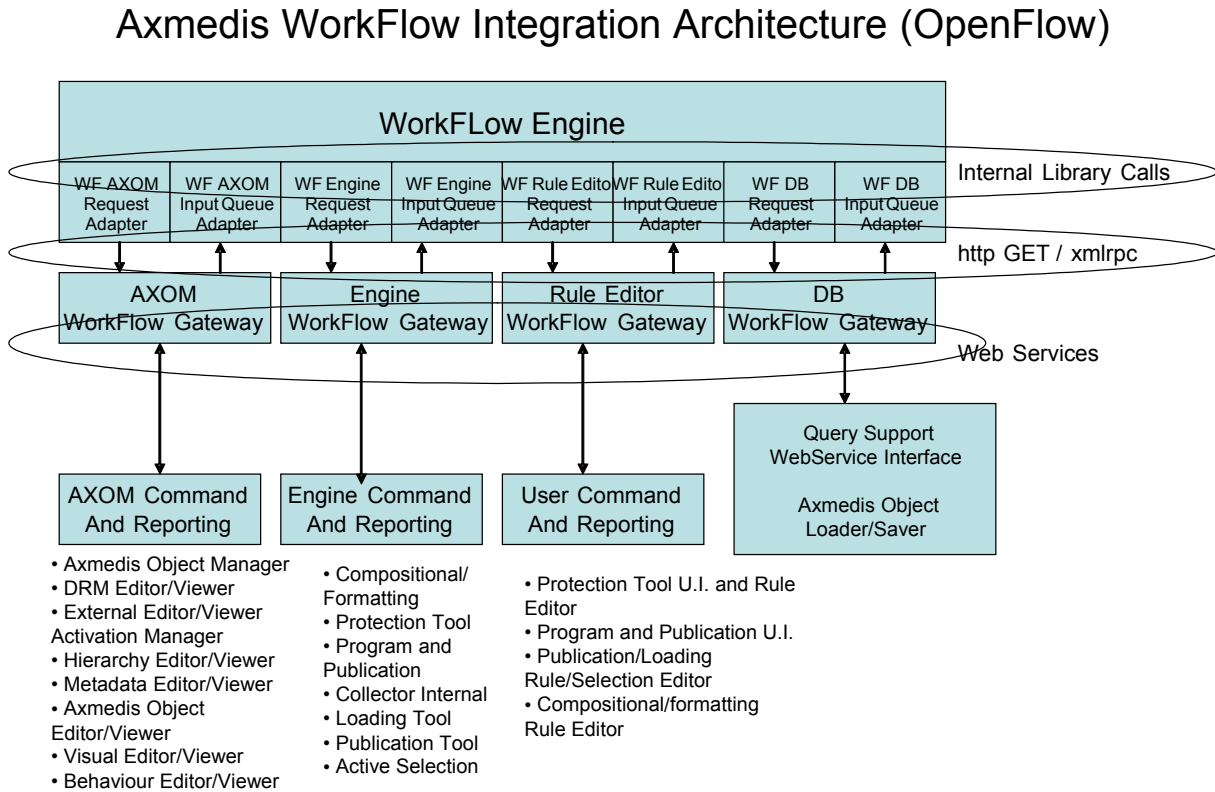 Axmedis WorkFlow Integration Architecture (OpenFlow)
WorkFLow Engine
WF AXOM
Request
Adapter
WF AXOM
Input Queue
Adapter
WF Engine
Request
Adapter
WF Engine
Input Queue
Adapter
WF Rule Edito
Request
Adapter
WF Rule Edito
Input Queue
Adapter
WF DB
Request
Adapter
WF DB
Input Queue
Adapter
Internal Library Calls
http GET / xmlrpc
AXOM
WorkFlow Gateway
Engine
WorkFlow Gateway
Rule Editor
WorkFlow Gateway
DB
WorkFlow Gateway
Web Services
AXOM Command
And Reporting
Engine Command
And Reporting
User Command
And Reporting
Query Support
WebService Interface
Axmedis Object
Loader/Saver
• Axmedis Object Manager
• DRM Editor/Viewer
• External Editor/Viewer
Activation Manager
• Hierarchy Editor/Viewer
• Metadata Editor/Viewer
• Axmedis Object
Editor/Viewer
• Visual Editor/Viewer
• Behaviour Editor/Viewer
• Compositional/
Formatting
• Protection Tool
• Program and
Publication
• Collector Internal
• Loading Tool
• Publication Tool
• Active Selection
• Protection Tool U.I. and Rule
Editor
• Program and Publication U.I.
• Publication/Loading
Rule/Selection Editor
• Compositional/formatting
Rule Editor